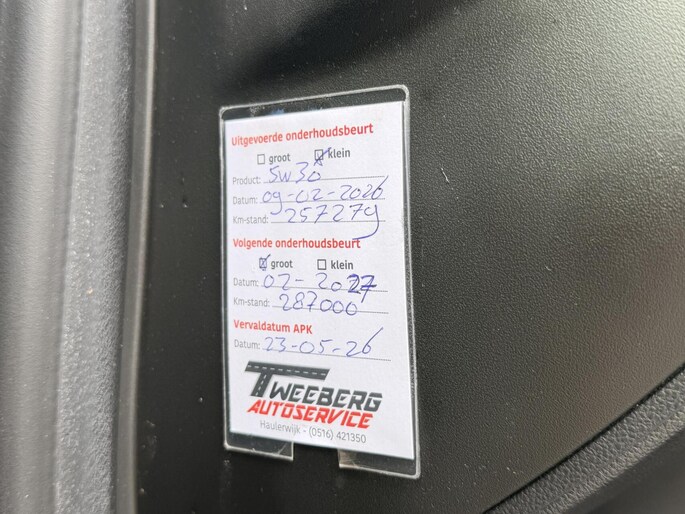 Uitgevoerde onderhoudsbeurt
groot klein
Product: 5w30
Datum: 09-02-2026
Km-stand: 257279
Volgende onderhoudsbeurt
groot klein
Datum: 02-2027
Km-stand: 287000
Vervaldatum APK
Datum: 23-05-26
TWEEBERG
AUTOSERVICE
Haulerwijk - (0516) 421350